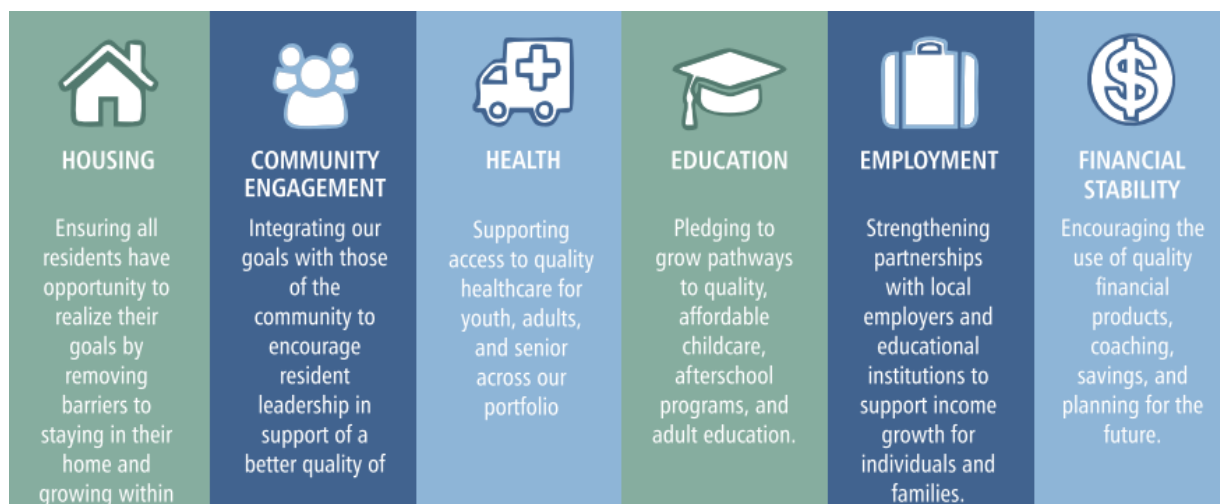 HOUSING
Ensuring all
residents have
opportunity to
realize their
goals by
removing
barriers to
staying in their
home and
growing within
COMMUNITY
ENGAGEMENT
Integrating our
goals with those
of the
community to
encourage
resident
leadership in
support of a
better quality of
HEALTH
Supporting
access to quality
healthcare for
youth, adults,
and senior
across our
portfolio
EDUCATION
Pledging to
grow pathways
to quality,
affordable
childcare,
afterschool
programs, and
adult education.
EMPLOYMENT
Strengthening
partnerships
with local
employers and
educational
institutions to
support income
growth for
individuals and
families.
$
FINANCIAL
STABILITY
Encouraging the
use of quality
financial
products,
coaching,
savings, and
planning for the
future.